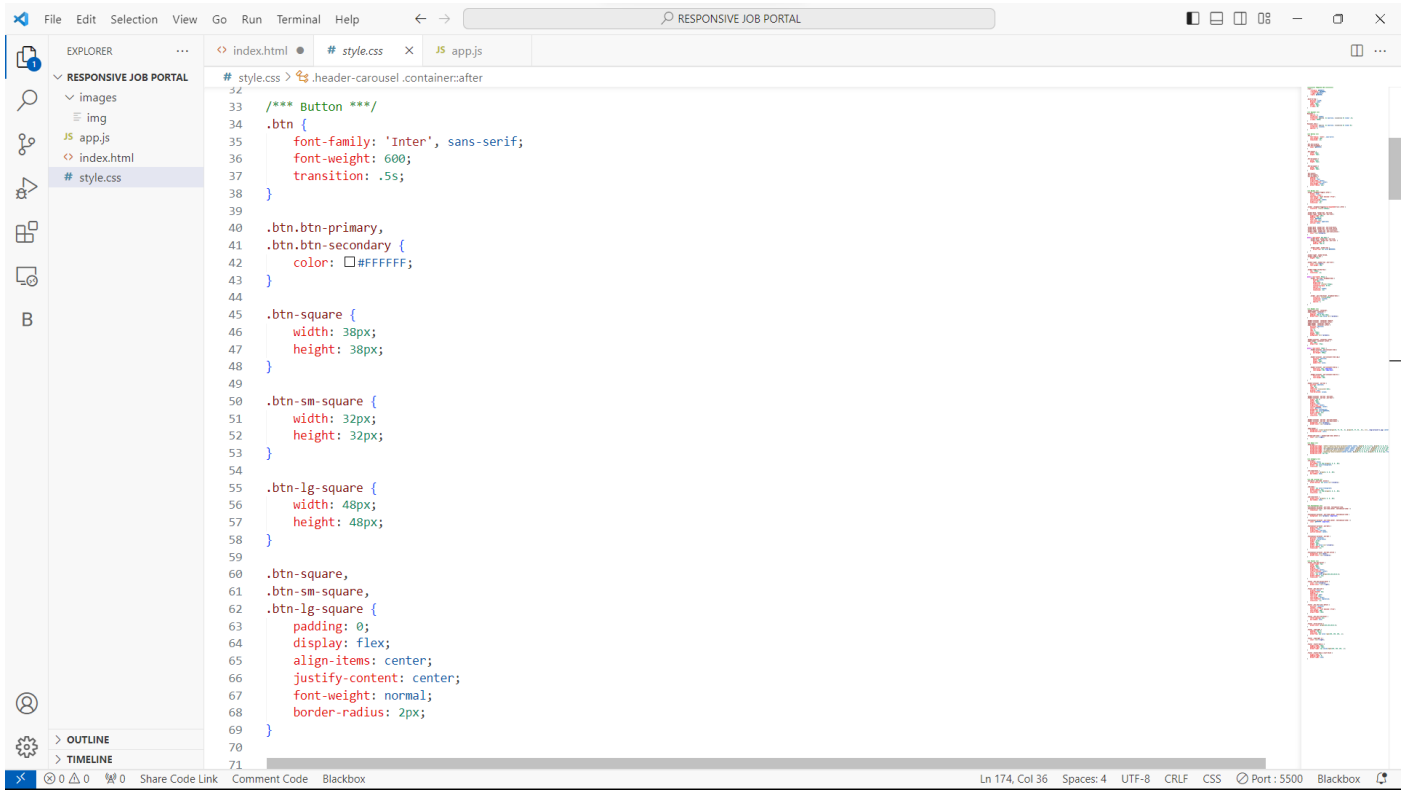 File Edit Selection View Go Run Terminal Help
RESPONSIVE JOB PORTAL
EXPLORER
RESPONSIVE JOB PORTAL
images
img
JS app.js
<> index.html
# style.css
OUTLINE
TIMELINE
<> index.html
# style.css
JS app.js
# style.css > .header-carousel .container::after
32
33 /*** Button ***/
34 .btn {
35     font-family: 'Inter', sans-serif;
36     font-weight: 600;
37     transition: .5s;
38 }
39
40 .btn.btn-primary,
41 .btn.btn-secondary {
42     color: #FFFFFF;
43 }
44
45 .btn-square {
46     width: 38px;
47     height: 38px;
48 }
49
50 .btn-sm-square {
51     width: 32px;
52     height: 32px;
53 }
54
55 .btn-lg-square {
56     width: 48px;
57     height: 48px;
58 }
59
60 .btn-square,
61 .btn-sm-square,
62 .btn-lg-square {
63     padding: 0;
64     display: flex;
65     align-items: center;
66     justify-content: center;
67     font-weight: normal;
68     border-radius: 2px;
69 }
70
71
1
B
0 0 0 Share Code Link Comment Code Blackbox Ln 174, Col 36 Spaces: 4 UTF-8 CRLF CSS Port : 5500 Blackbox